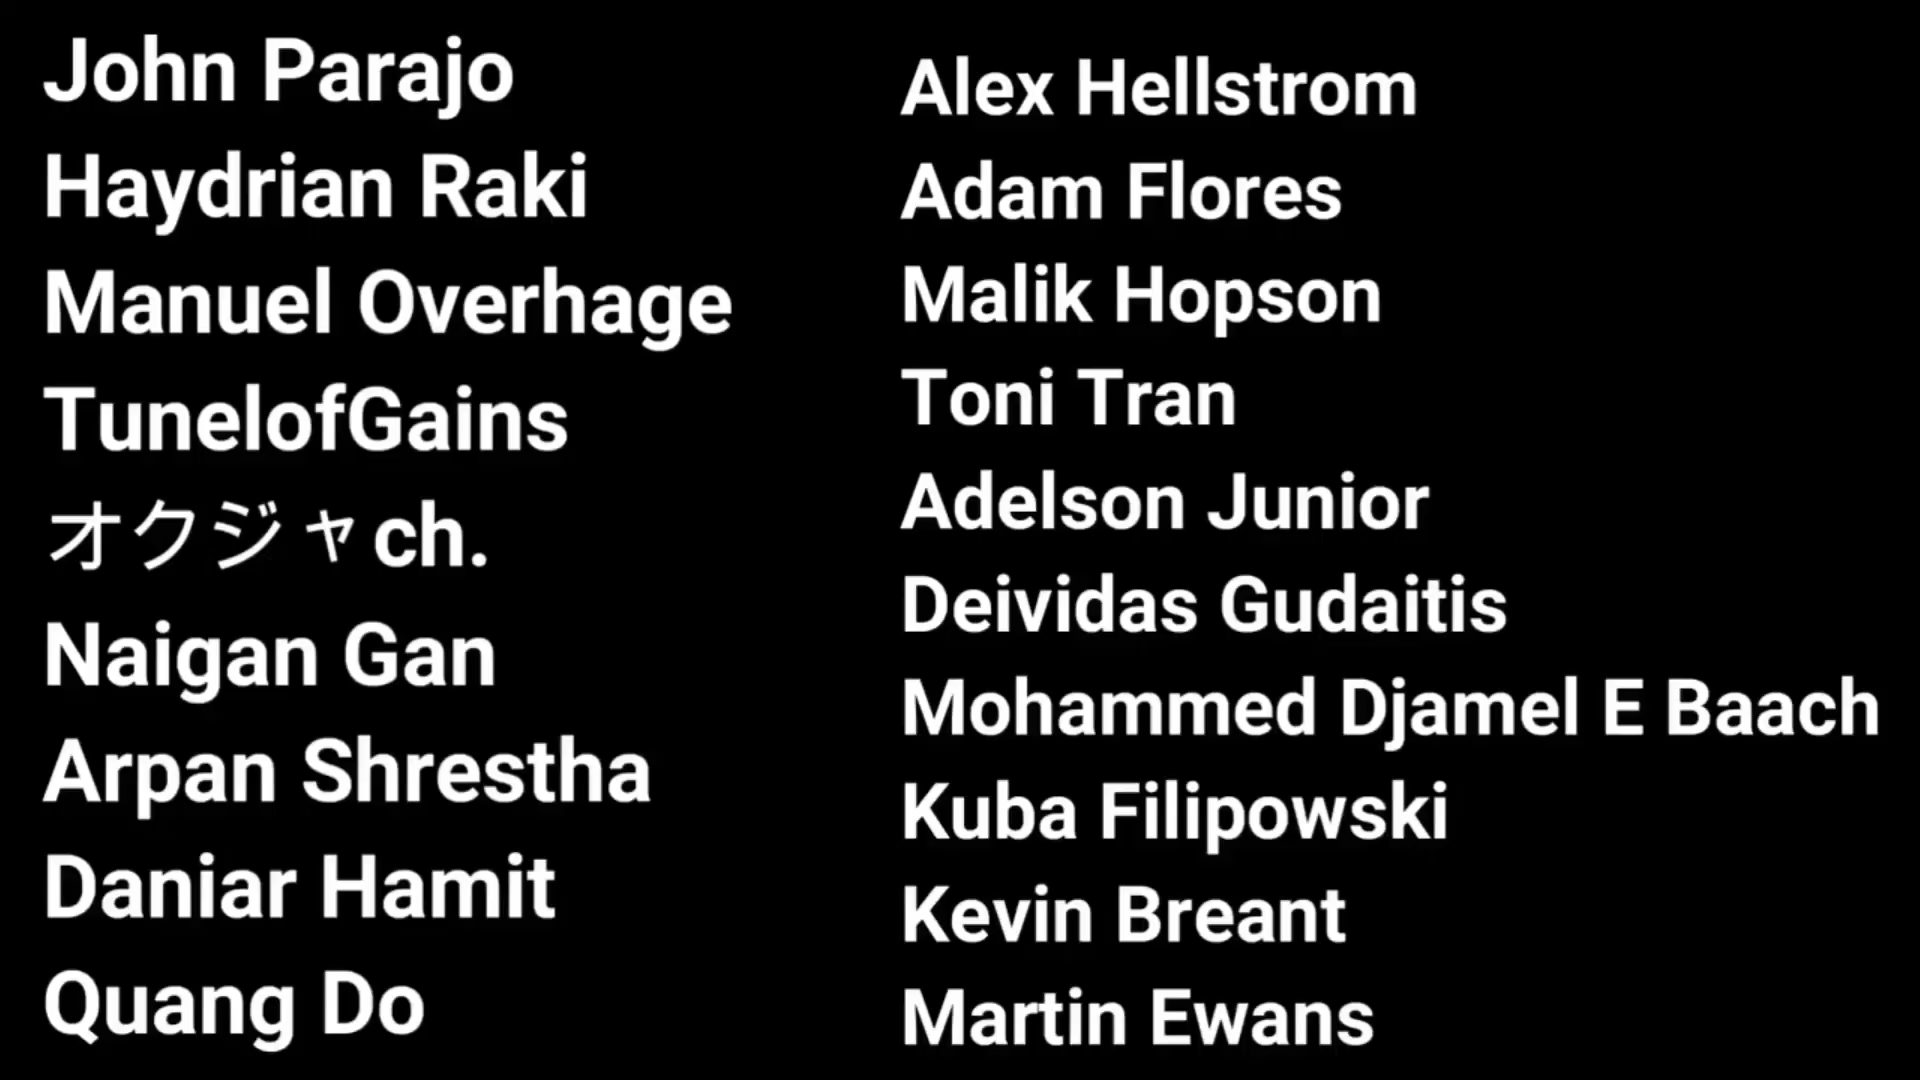 John Parajo
Haydrian Raki
Manuel Overhage
TunelofGains
オクジャch.
Naigan Gan
Arpan Shrestha
Daniar Hamit
Quang Do
Alex Hellstrom
Adam Flores
Malik Hopson
Toni Tran
Adelson Junior
Deividas Gudaitis
Mohammed Djamel E Baach
Kuba Filipowski
Kevin Breant
Martin Ewans